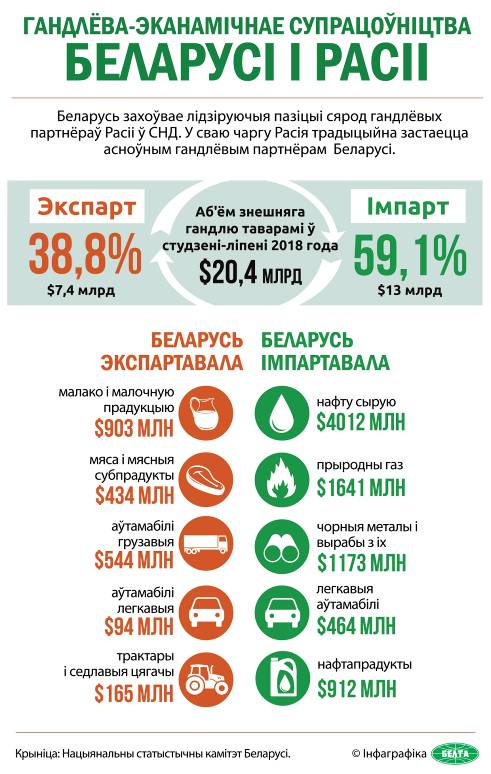 ГАНДЛЁВА-ЭКАНАМІЧНАЕ СУПРАЦОЎНІЦТВА
БЕЛАРУСІ І РАСІІ
Беларусь захоўвае лідзіруючыя пазіцыі сярод гандлёвых
партнёраў Расіі ў СНД. У сваю чаргу Расія традыцыйна застаецца
асноўным гандлёвым партнёрам Беларусі.
Экспарт
38,8%
$7,4 млрд
Аб'ём знешняга
гандлю таварамі ў
студзені-ліпені 2018 года
$20,4 МЛРД
Імпарт
59,1%
$13 млрд
БЕЛАРУСЬ
ЭКСПАРТАВАЛА
малако і малочную
прадукцыю
$903 МЛН
мяса і мясныя
субпрадукты
$434 МЛН
аўтамабілі
грузавыя
$544 МЛН
аўтамабілі
легкавыя
$94 МЛН
трактары
і седлавыя цягачы
$165 МЛН
БЕЛАРУСЬ
ІМПАРТАВАЛА
нафту сырую
$4012 МЛН
прыродны газ
$1641 МЛН
чорныя металы і
вырабы з іх
$1173 МЛН
легкавыя
аўтамабілі
$464 МЛН
нафтапрадукты
$912 МЛН
Крыніца: Нацыянальны статыстычны камітэт Беларусі.
© Інфаграфіка БЕЛТА